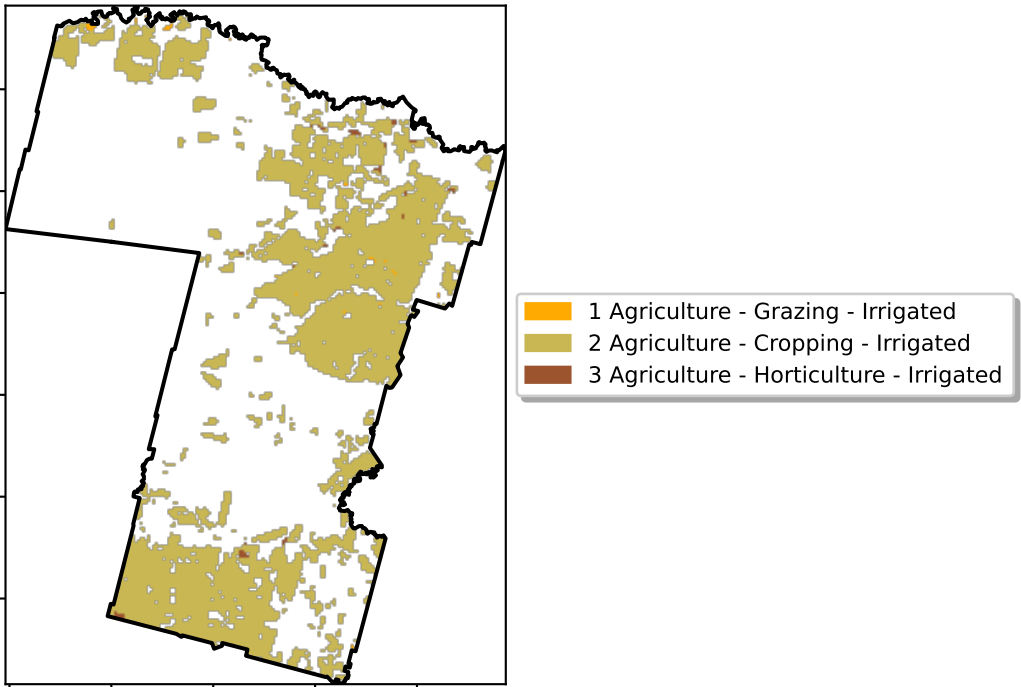 1 Agriculture - Grazing - Irrigated
2 Agriculture - Cropping - Irrigated
3 Agriculture - Horticulture - Irrigated